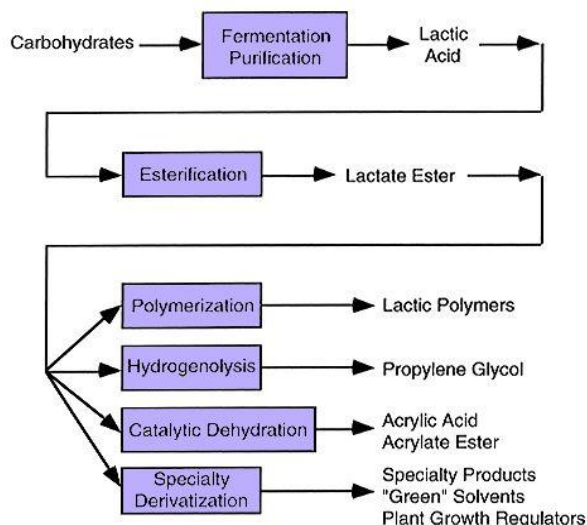 Carbohydrates
Fermentation
Purification
Lactic
Acid
Esterification
Lactate Ester
Polymerization
Lactic Polymers
Hydrogenolysis
Propylene Glycol
Catalytic Dehydration
Acrylic Acid
Acrylate Ester
Specialty
Derivatization
Specialty Products
"Green" Solvents
Plant Growth Regulators